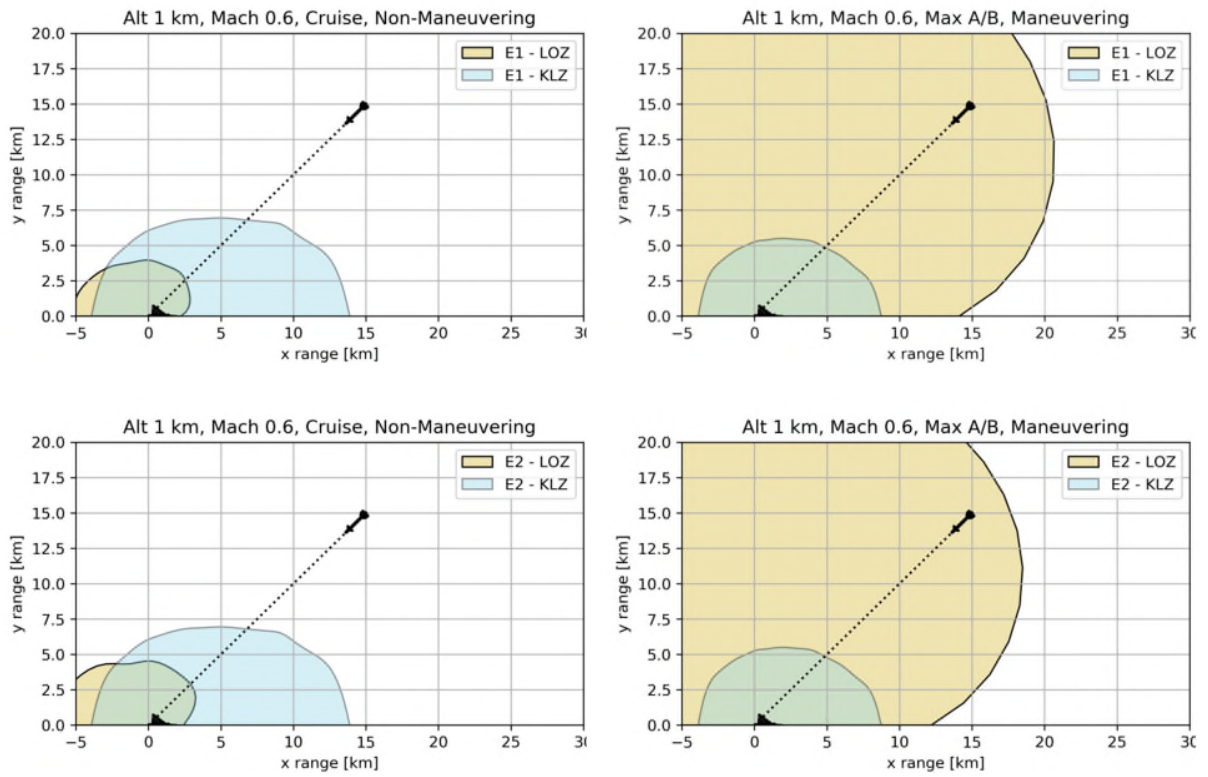 Alt 1 km, Mach 0.6, Cruise, Non-Maneuvering
20.0
17.5
15.0
12.5
10.0
7.5
5.0
2.5
0.0
y range [km]
E1 - LOZ
E1 - KLZ
−5 0 5 10 15 20 25 30
x range [km]
Alt 1 km, Mach 0.6, Max A/B, Maneuvering
20.0
17.5
15.0
12.5
10.0
7.5
5.0
2.5
0.0
y range [km]
E1 - LOZ
E1 - KLZ
−5 0 5 10 15 20 25 30
x range [km]
Alt 1 km, Mach 0.6, Cruise, Non-Maneuvering
20.0
17.5
15.0
12.5
10.0
7.5
5.0
2.5
0.0
y range [km]
E2 - LOZ
E2 - KLZ
−5 0 5 10 15 20 25 30
x range [km]
Alt 1 km, Mach 0.6, Max A/B, Maneuvering
20.0
17.5
15.0
12.5
10.0
7.5
5.0
2.5
0.0
y range [km]
E2 - LOZ
E2 - KLZ
−5 0 5 10 15 20 25 30
x range [km]